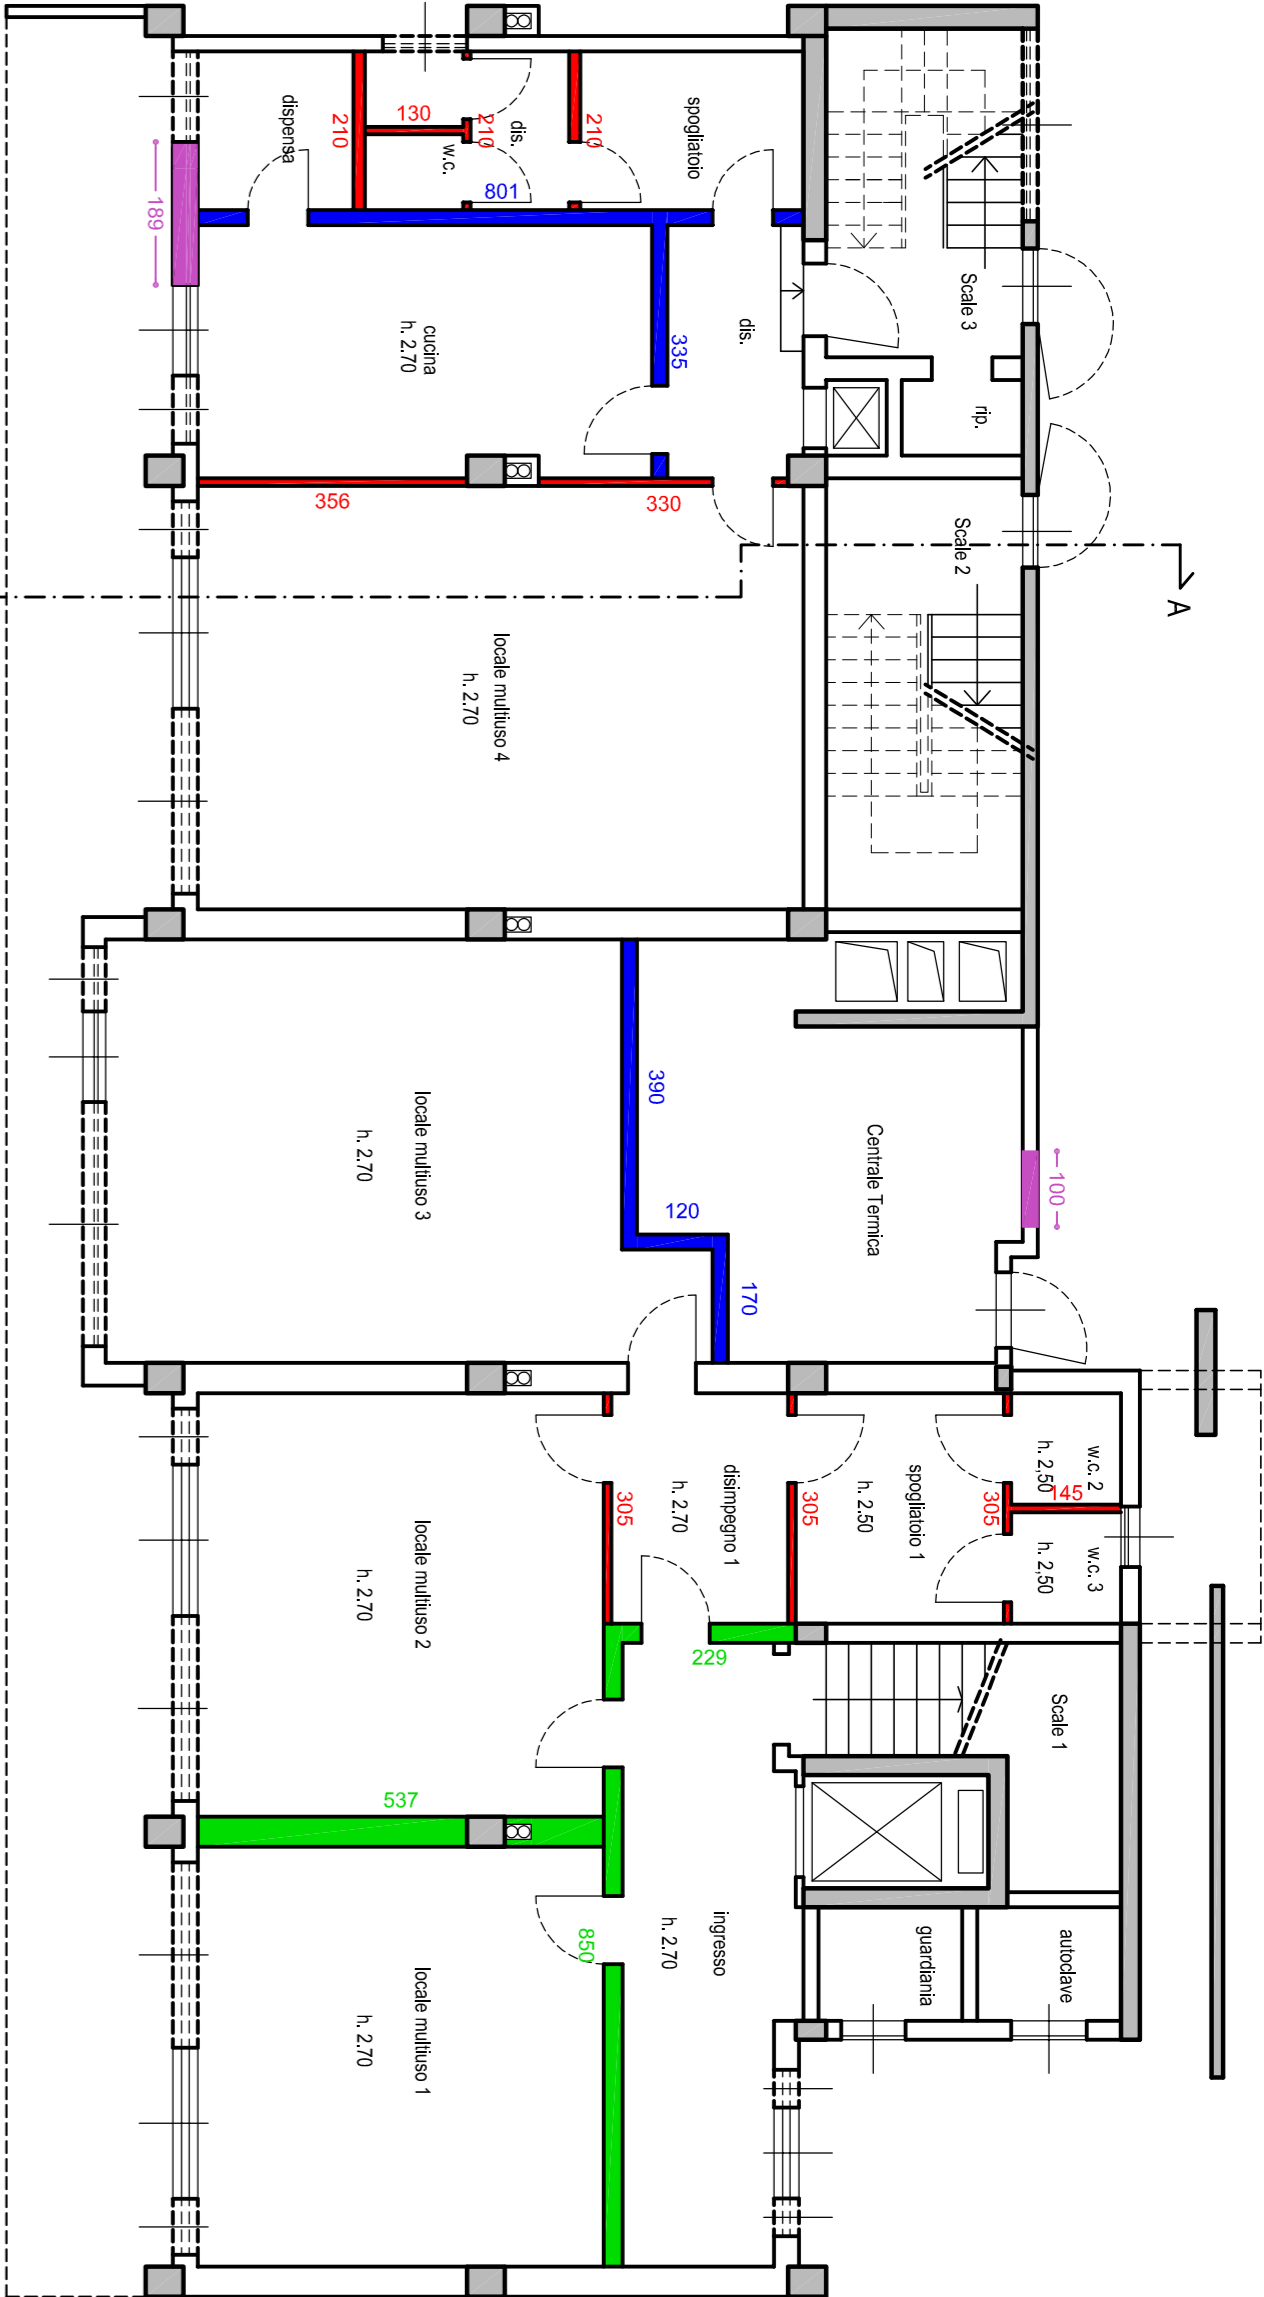 dispensa
210
130
210
dis.
w.c.
210
spogliatoio
801
189
cucina
h. 2.70
335
dis.
Scale 3
rip.
356
330
Scale 2
A
locale multiuso 4
h. 2.70
locale multiuso 3
h. 2.70
390
120
170
Centrale Termica
100
locale multiuso 2
h. 2.70
305
disimpegno 1
h. 2.70
305
spogliatoio 1
h. 2.50
305
w.c. 2
h. 2,50
145
w.c. 3
h. 2,50
229
Scale 1
537
850
ingresso
h. 2.70
guardiania
autoclave
locale multiuso 1
h. 2.70